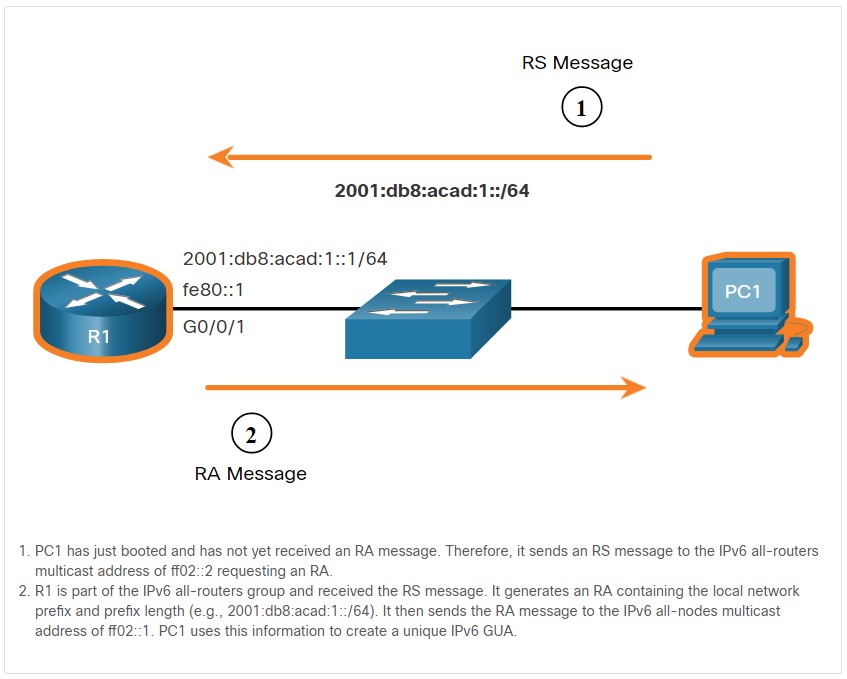 RS Message
1
2001:db8:acad:1::/64
2001:db8:acad:1::1/64
fe80::1
G0/0/1
R1
PC1
2
RA Message
1. PC1 has just booted and has not yet received an RA message. Therefore, it sends an RS message to the IPv6 all-routers
multicast address of ff02::2 requesting an RA.
2. R1 is part of the IPv6 all-routers group and received the RS message. It generates an RA containing the local network
prefix and prefix length (e.g., 2001:db8:acad:1::/64). It then sends the RA message to the IPv6 all-nodes multicast
address of ff02::1. PC1 uses this information to create a unique IPv6 GUA.